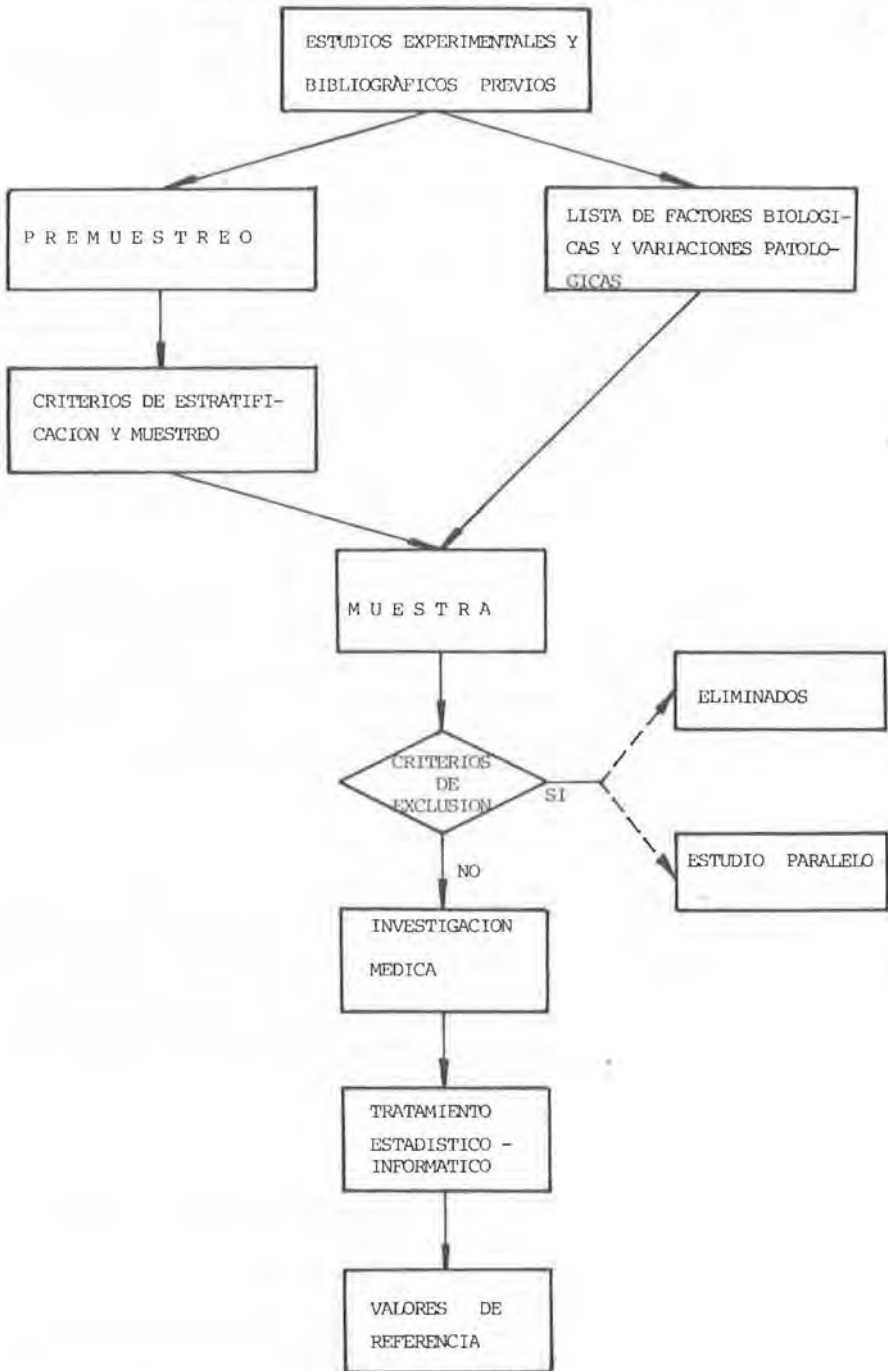 ESTUDIOS EXPERIMENTALES Y
BIBLIOGRÀFICOS PREVIOS
P R E M U E S T R E O
LISTA DE FACTORES BIOLOGI-
CAS Y VARIACIONES PATOLO-
GICAS
CRITERIOS DE ESTRATIFI-
CACION Y MUESTREO
M U E S T R A
ELIMINADOS
CRITERIOS
DE
EXCLUSION
SI
ESTUDIO PARALELO
NO
INVESTIGACION
MEDICA
TRATAMIENTO
ESTADISTICO -
INFORMATICO
VALORES DE
REFERENCIA